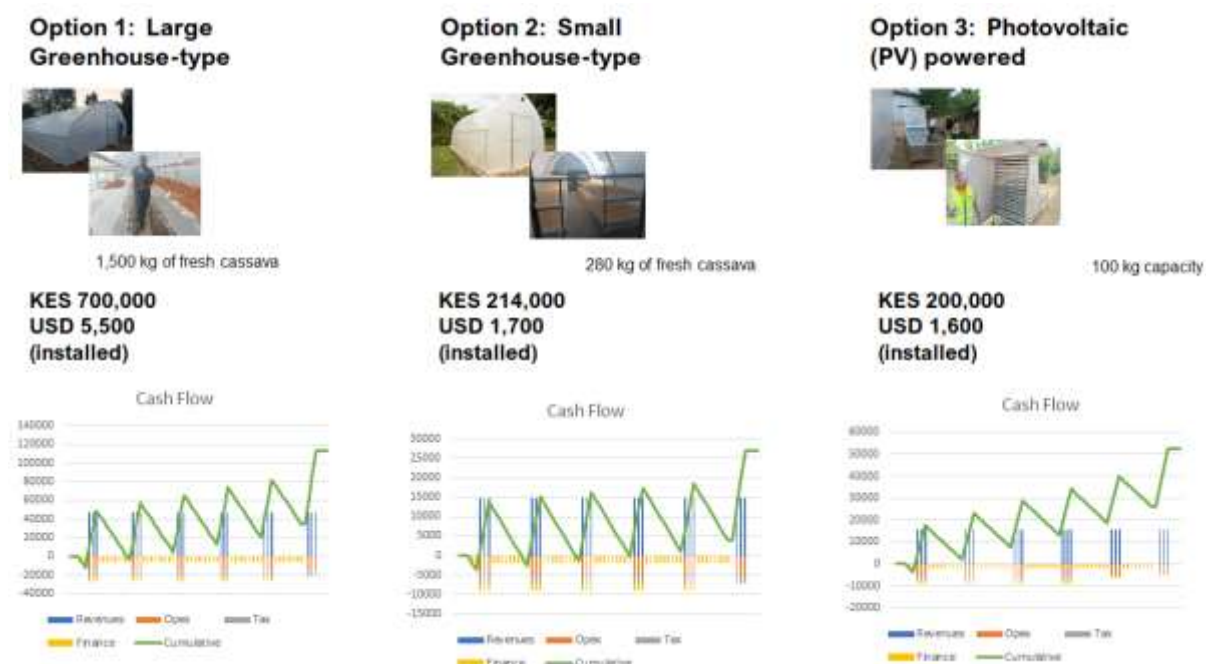 Option 1: Large
Greenhouse-type
1,500 kg of fresh cassava
KES 700,000
USD 5,500
(installed)
Cash Flow
140000
120000
100000
80000
60000
40000
20000
0
-20000
-40000
Revenues
Opex
Tax
Finance
Cumulative
Option 2: Small
Greenhouse-type
280 kg of fresh cassava
KES 214,000
USD 1,700
(installed)
Cash Flow
30000
25000
20000
15000
10000
5000
0
-5000
-10000
-15000
Revenues
Opex
Tax
Finance
Cumulative
Option 3: Photovoltaic
(PV) powered
100 kg capacity
KES 200,000
USD 1,600
(installed)
Cash Flow
60000
50000
40000
30000
20000
10000
0
-10000
-20000
Revenues
Opex
Tax
Finance
Cumulative